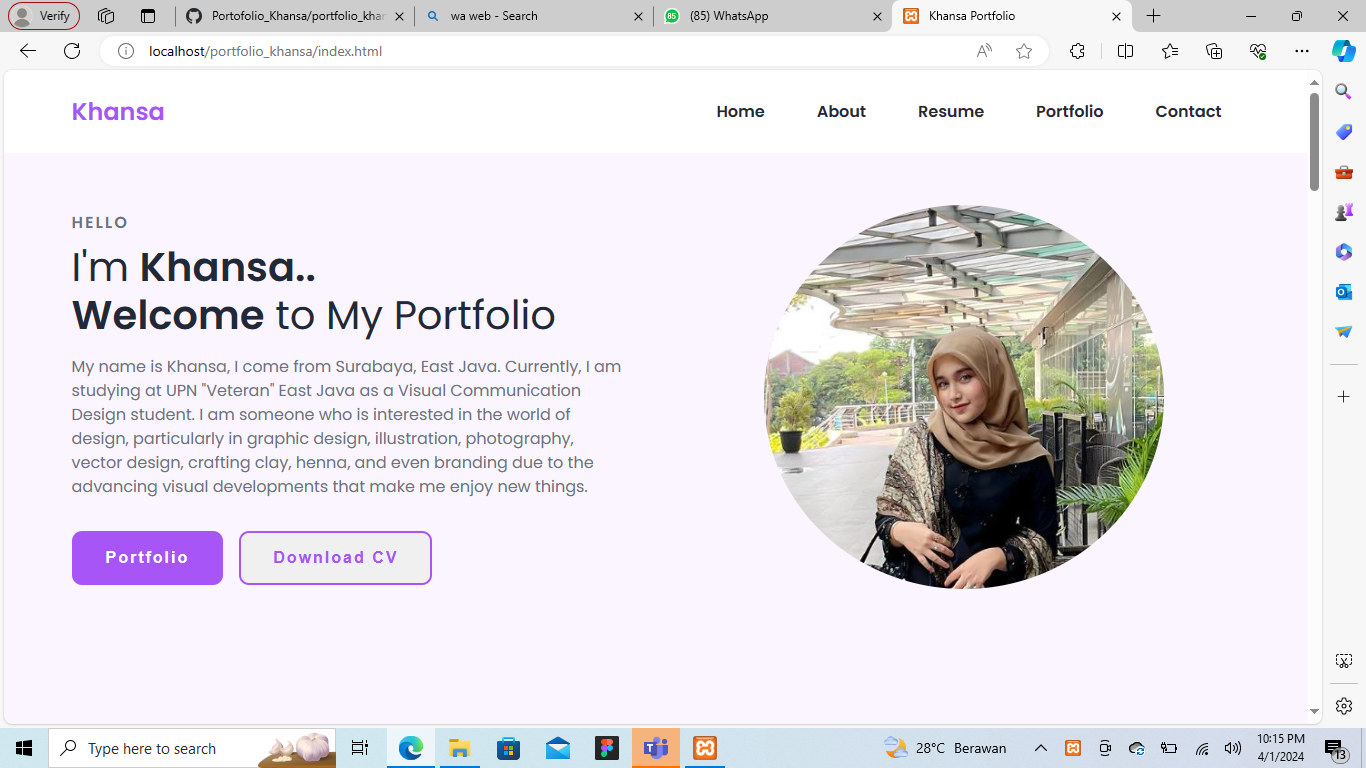 Verify
Portofolio_Khansa/portfolio_khan
wa web - Search
85
(85) WhatsApp
Khansa Portfolio
localhost/portfolio_khansa/index.html
Khansa
Home
About
Resume
Portfolio
Contact
HELLO
I'm Khansa..
Welcome to My Portfolio
My name is Khansa, I come from Surabaya, East Java. Currently, I am
studying at UPN "Veteran" East Java as a Visual Communication
Design student. I am someone who is interested in the world of
design, particularly in graphic design, illustration, photography,
vector design, crafting clay, henna, and even branding due to the
advancing visual developments that make me enjoy new things.
Portfolio
Download CV
Type here to search
28°C Berawan
10:15 PM
4/1/2024
13